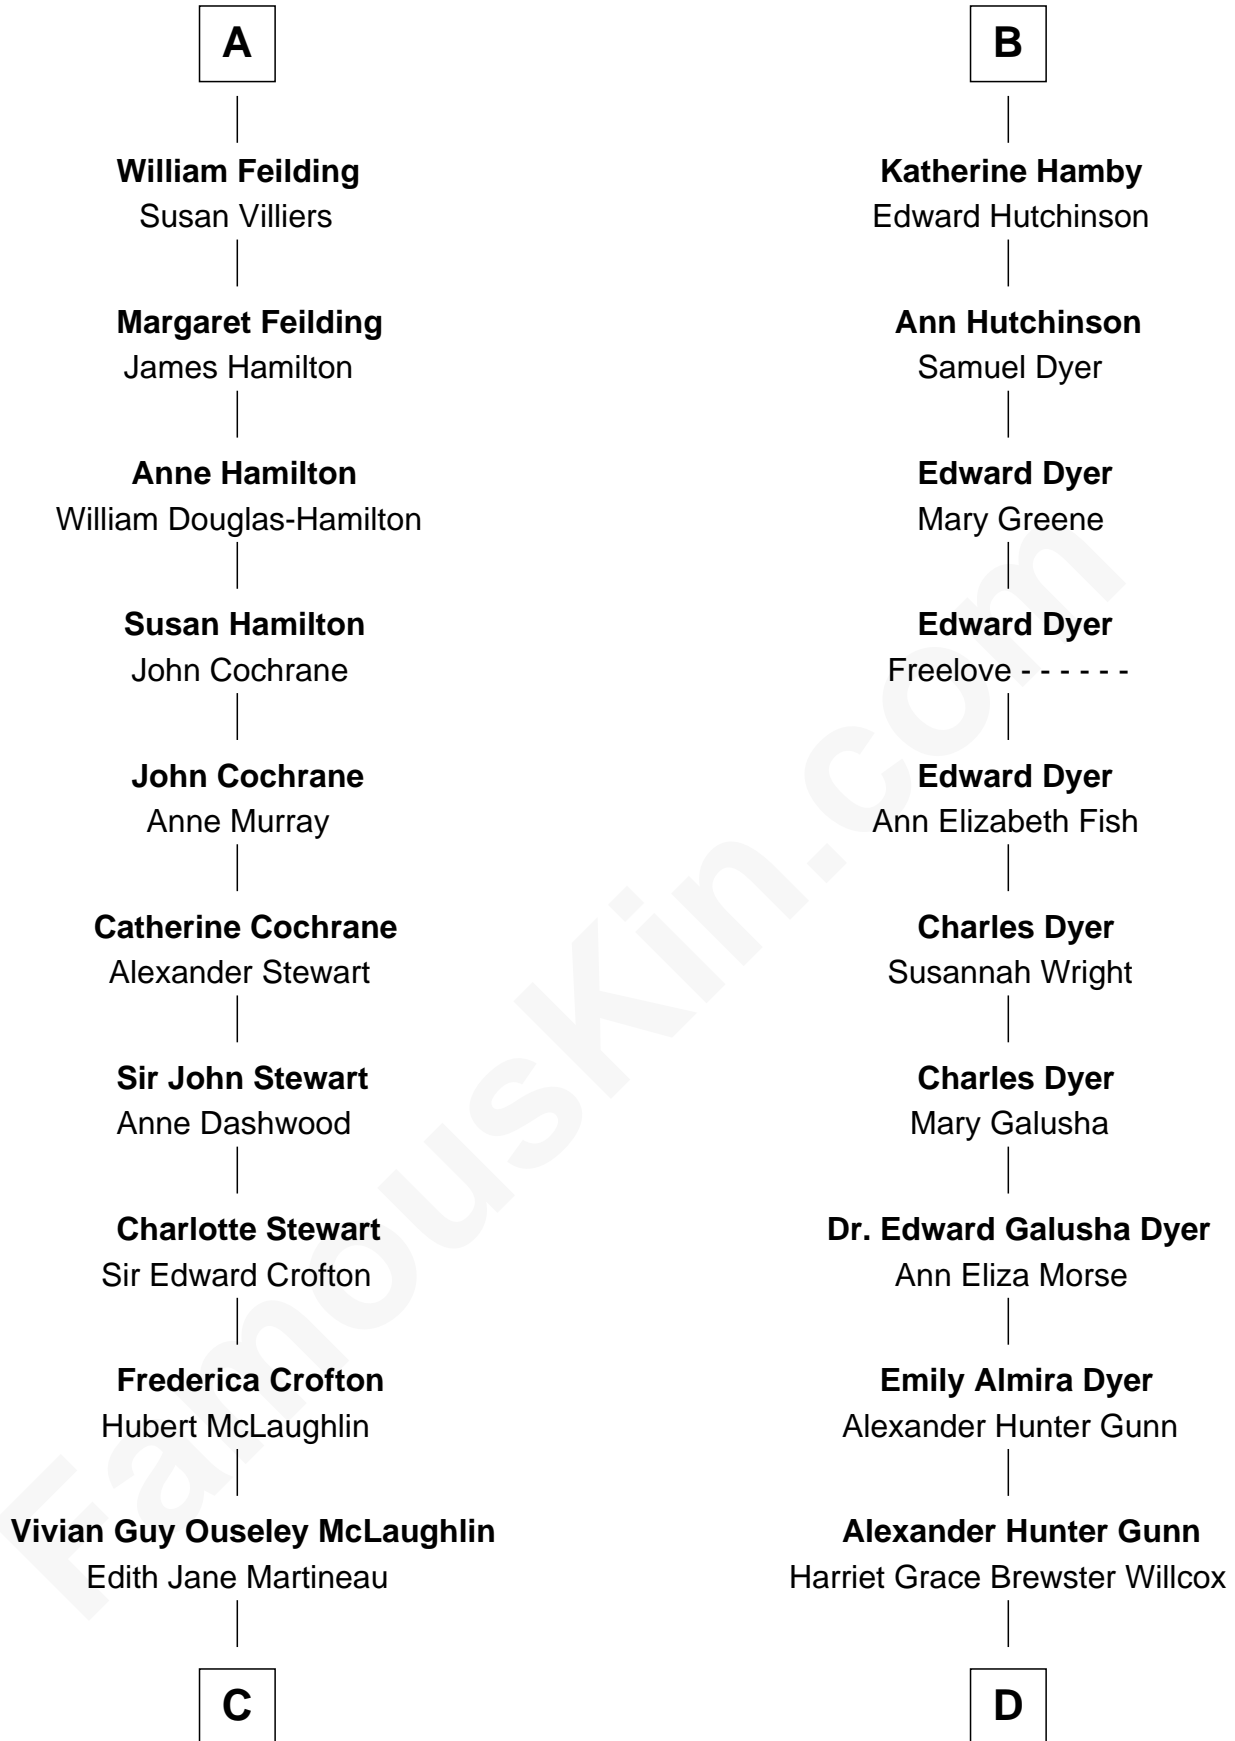 A
William Feilding
Susan Villiers
Margaret Feilding
James Hamilton
Anne Hamilton
William Douglas-Hamilton
Susan Hamilton
John Cochrane
John Cochrane
Anne Murray
Catherine Cochrane
Alexander Stewart
Sir John Stewart
Anne Dashwood
Charlotte Stewart
Sir Edward Crofton
Frederica Crofton
Hubert McLaughlin
Vivian Guy Ouseley McLaughlin
Edith Jane Martineau
C
B
Katherine Hamby
Edward Hutchinson
Ann Hutchinson
Samuel Dyer
Edward Dyer
Mary Greene
Edward Dyer
Freelove - - - - - -
Edward Dyer
Ann Elizabeth Fish
Charles Dyer
Susannah Wright
Charles Dyer
Mary Galusha
Dr. Edward Galusha Dyer
Ann Eliza Morse
Emily Almira Dyer
Alexander Hunter Gunn
Alexander Hunter Gunn
Harriet Grace Brewster Willcox
D
FamousKin.com